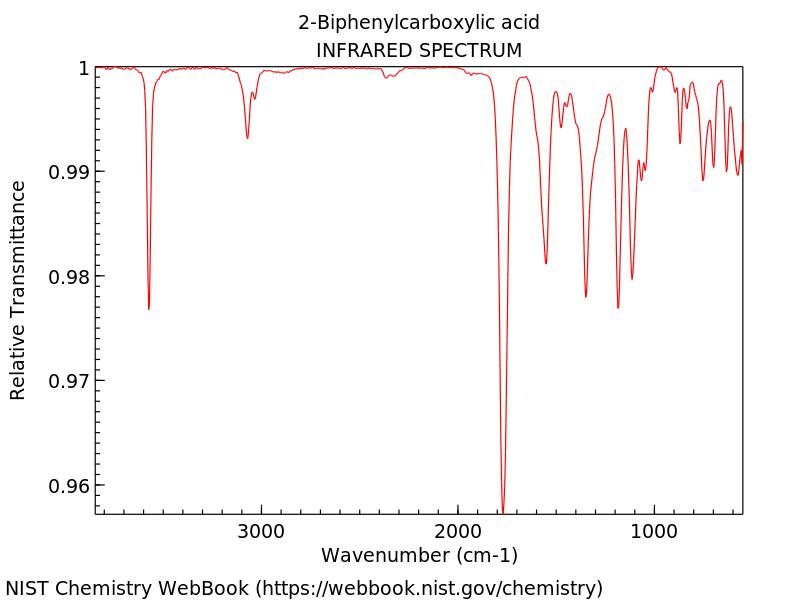 2-Biphenylcarboxylic acid
INFRARED SPECTRUM
1
0.99
0.98
0.97
0.96
Relative Transmittance
3000 2000 1000
Wavenumber (cm-1)
NIST Chemistry WebBook (https://webbook.nist.gov/chemistry)